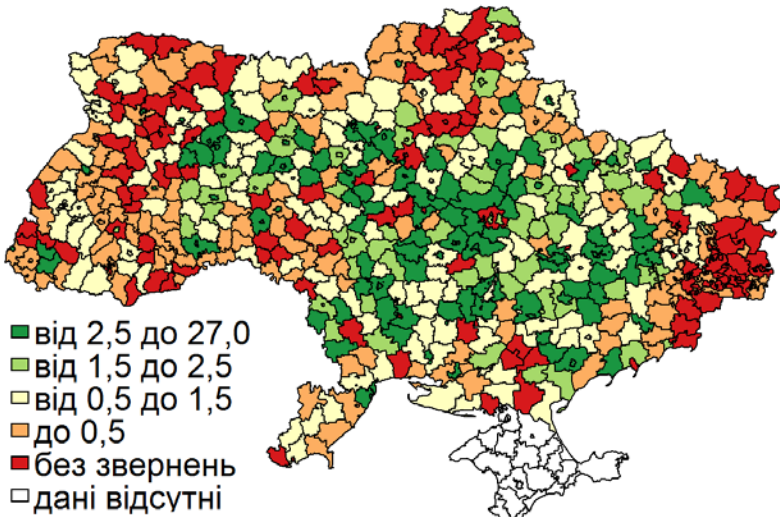 від 2,5 до 27,0
від 1,5 до 2,5
від 0,5 до 1,5
до 0,5
без звернень
дані відсутні